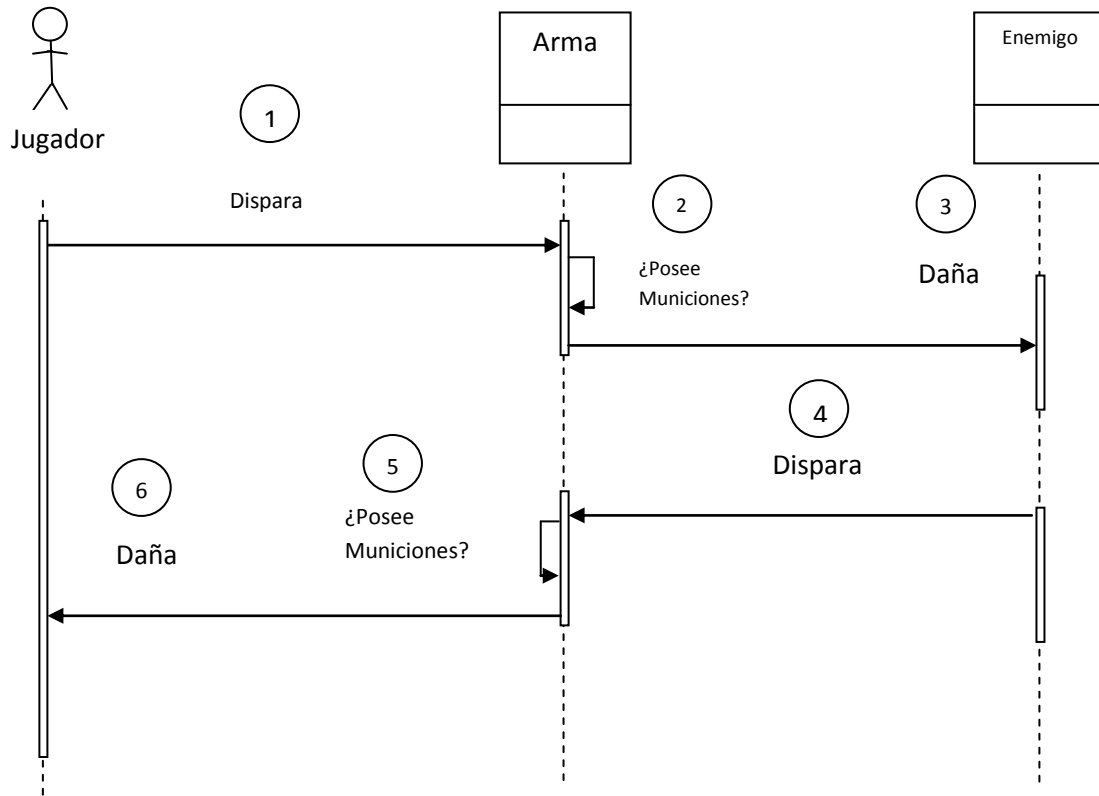 Jugador
Arma
Enemigo
1
Dispara
2
¿Posee
Municiones?
3
Daña
4
Dispara
5
¿Posee
Municiones?
6
Daña